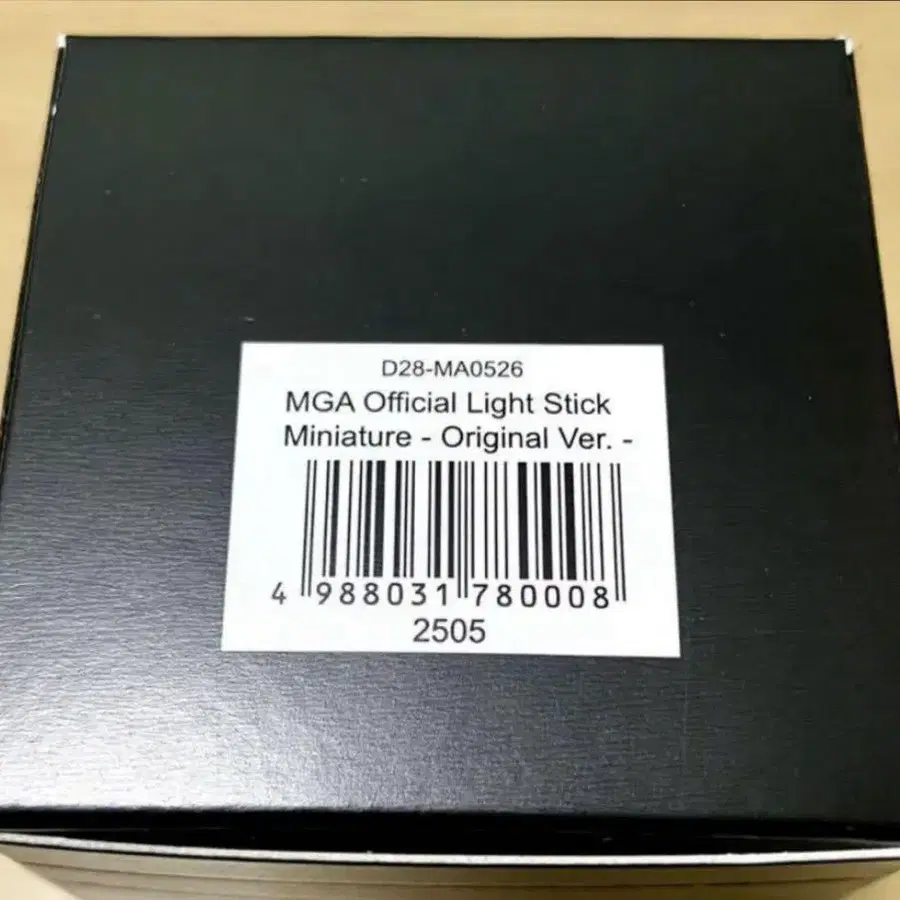 D28-MA0526
MGA Official Light Stick
Miniature - Original Ver. -
4 988031 780008
2505